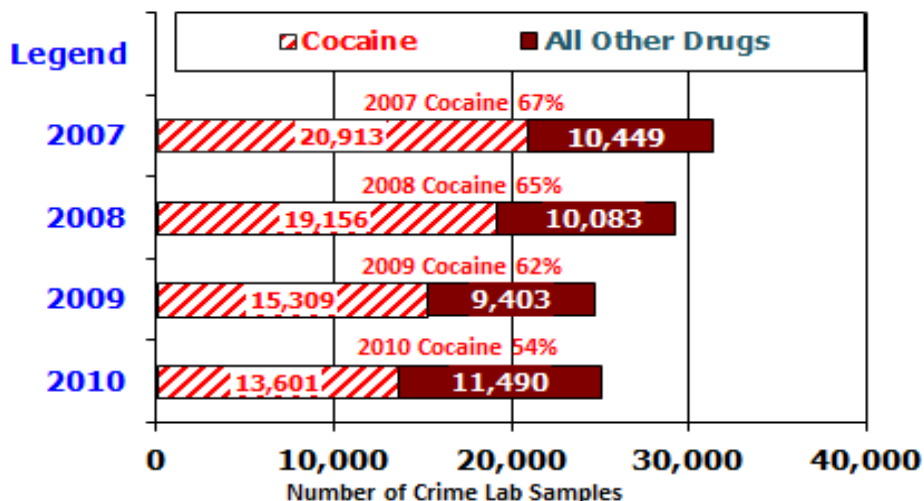 Legend
Cocaine All Other Drugs
2007 Cocaine 67%
2007 20,913 10,449
2008 Cocaine 65%
2008 19,156 10,083
2009 Cocaine 62%
2009 15,309 9,403
2010 Cocaine 54%
2010 13,601 11,490
0 10,000 20,000 30,000 40,000
Number of Crime Lab Samples